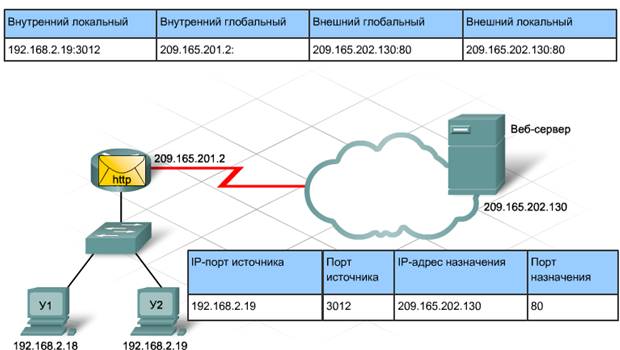 Внутренний локальный Внутренний глобальный Внешний глобальный Внешний локальный
192.168.2.19:3012 209.165.201.2: 209.165.202.130:80 209.165.202.130:80
Веб-сервер
209.165.201.2
http
209.165.202.130
IP-порт источника Порт источника IP-адрес назначения Порт назначения
192.168.2.19 3012 209.165.202.130 80
У1 У2
192.168.2.18 192.168.2.19